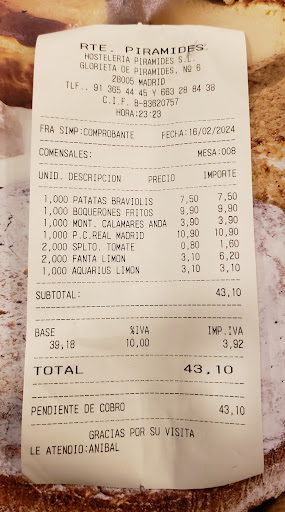 RTE. PIRAMIDES.
HOSTELERIA PIRAMIDES S.L.
GLORIETA DE PIRAMIDES, Nº 6
28005 MADRID
TLF.. 91 365 44 45 Y 663 28 84 38
C.I.F. B-83620757
HORA:23:23
FRA SIMP:COMPROBANTE FECHA:16/02/2024
COMENSALES: MESA:008
UNID. DESCRIPCION PRECIO IMPORTE
1,000 PATATAS BRAVIOLIS 7,50 7,50
1,000 BOQUERONES FRITOS 9,90 9,90
1,000 MONT. CALAMARES ANDA 3,90 3,90
1,000 P.C.REAL MADRID 10,90 10,90
2,000 SPLTO. TOMATE 0,80 1,60
2,000 FANTA LIMON 3,10 6,20
1,000 AQUARIUS LIMON 3,10 3,10
SUBTOTAL: 43,10
BASE %IVA IMP.IVA
39,18 10,00 3,92
TOTAL 43,10
PENDIENTE DE COBRO 43,10
GRACIAS POR SU VISITA
LE ATENDIO:ANIBAL